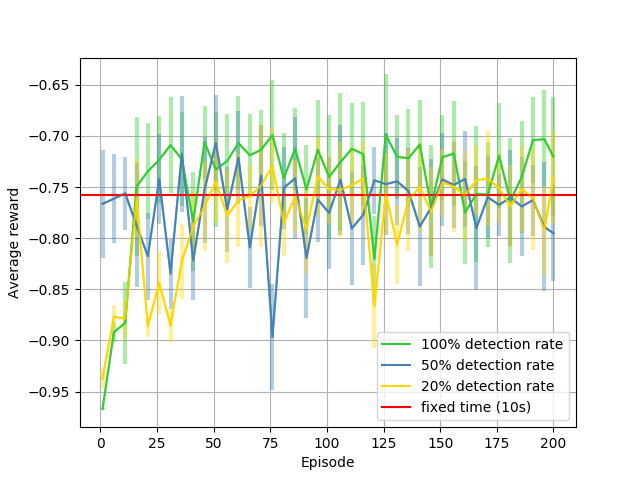 −0.65
−0.70
−0.75
−0.80
−0.85
−0.90
−0.95
Average reward
0
25
50
75
100
125
150
175
200
Episode
100% detection rate
50% detection rate
20% detection rate
fixed time (10s)